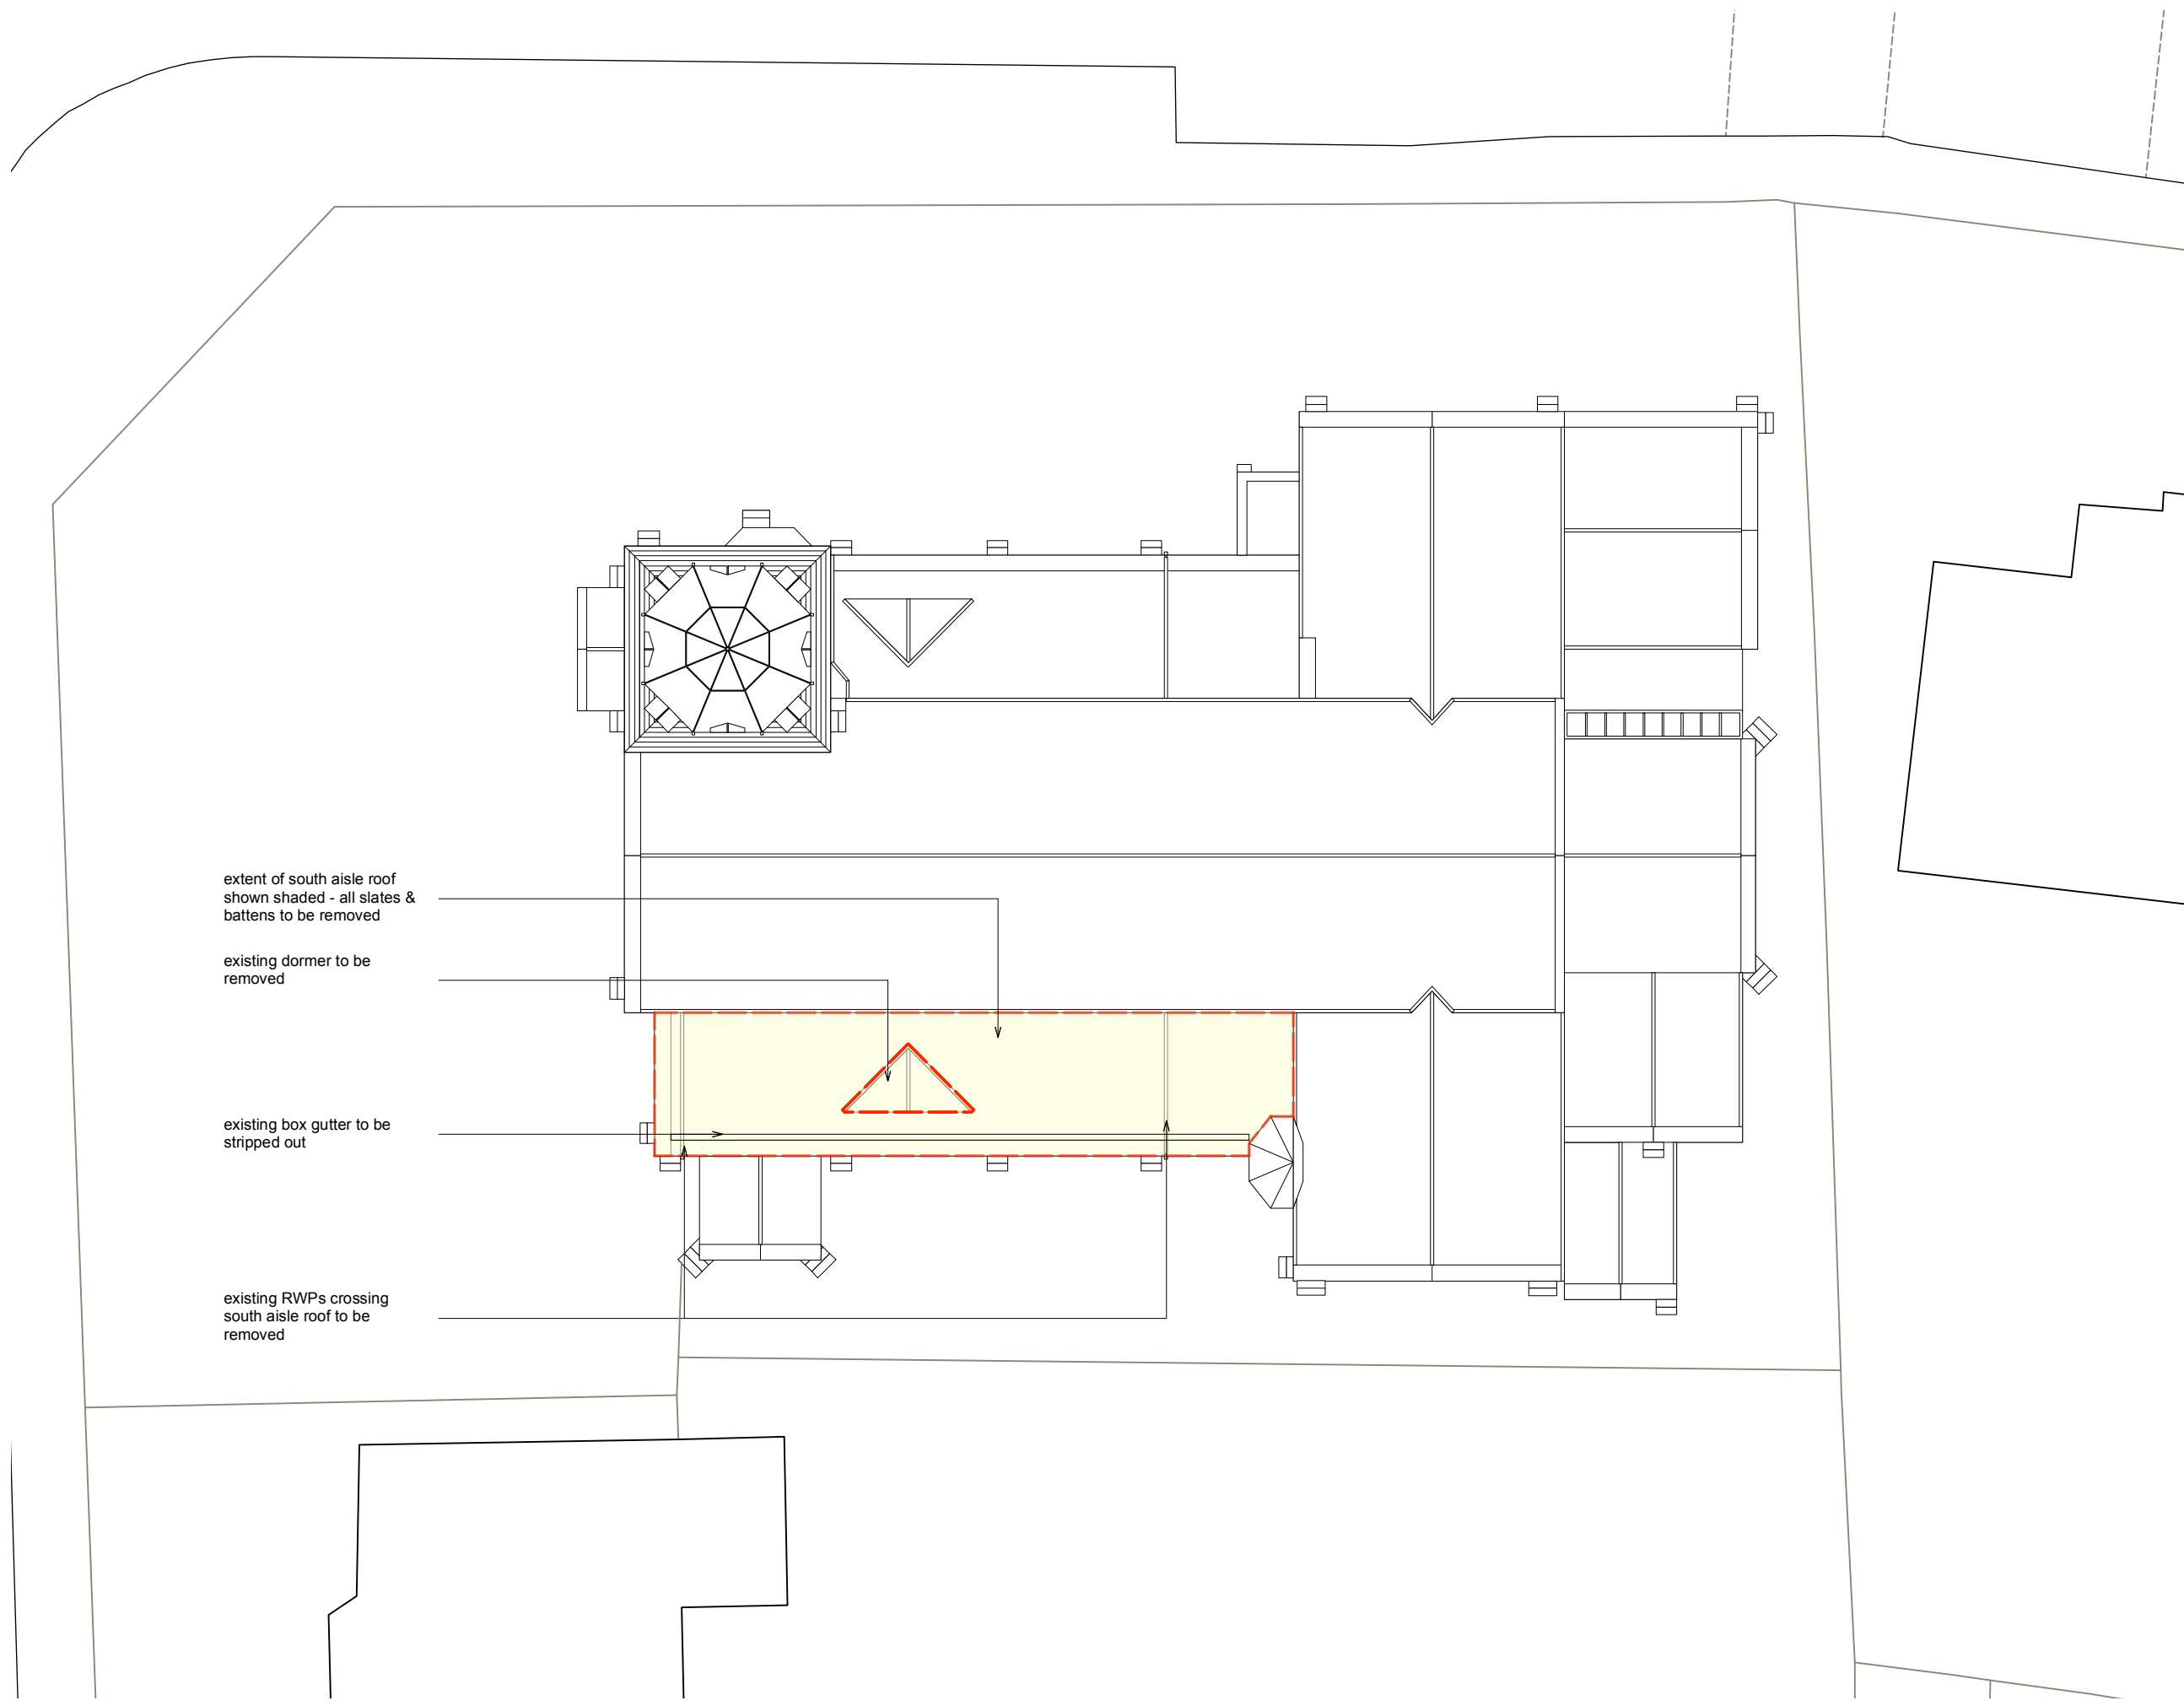 extent of south aisle roof
shown shaded - all slates &
battens to be removed
existing dormer to be
removed
existing box gutter to be
stripped out
existing RWPs crossing
south aisle roof to be
removed